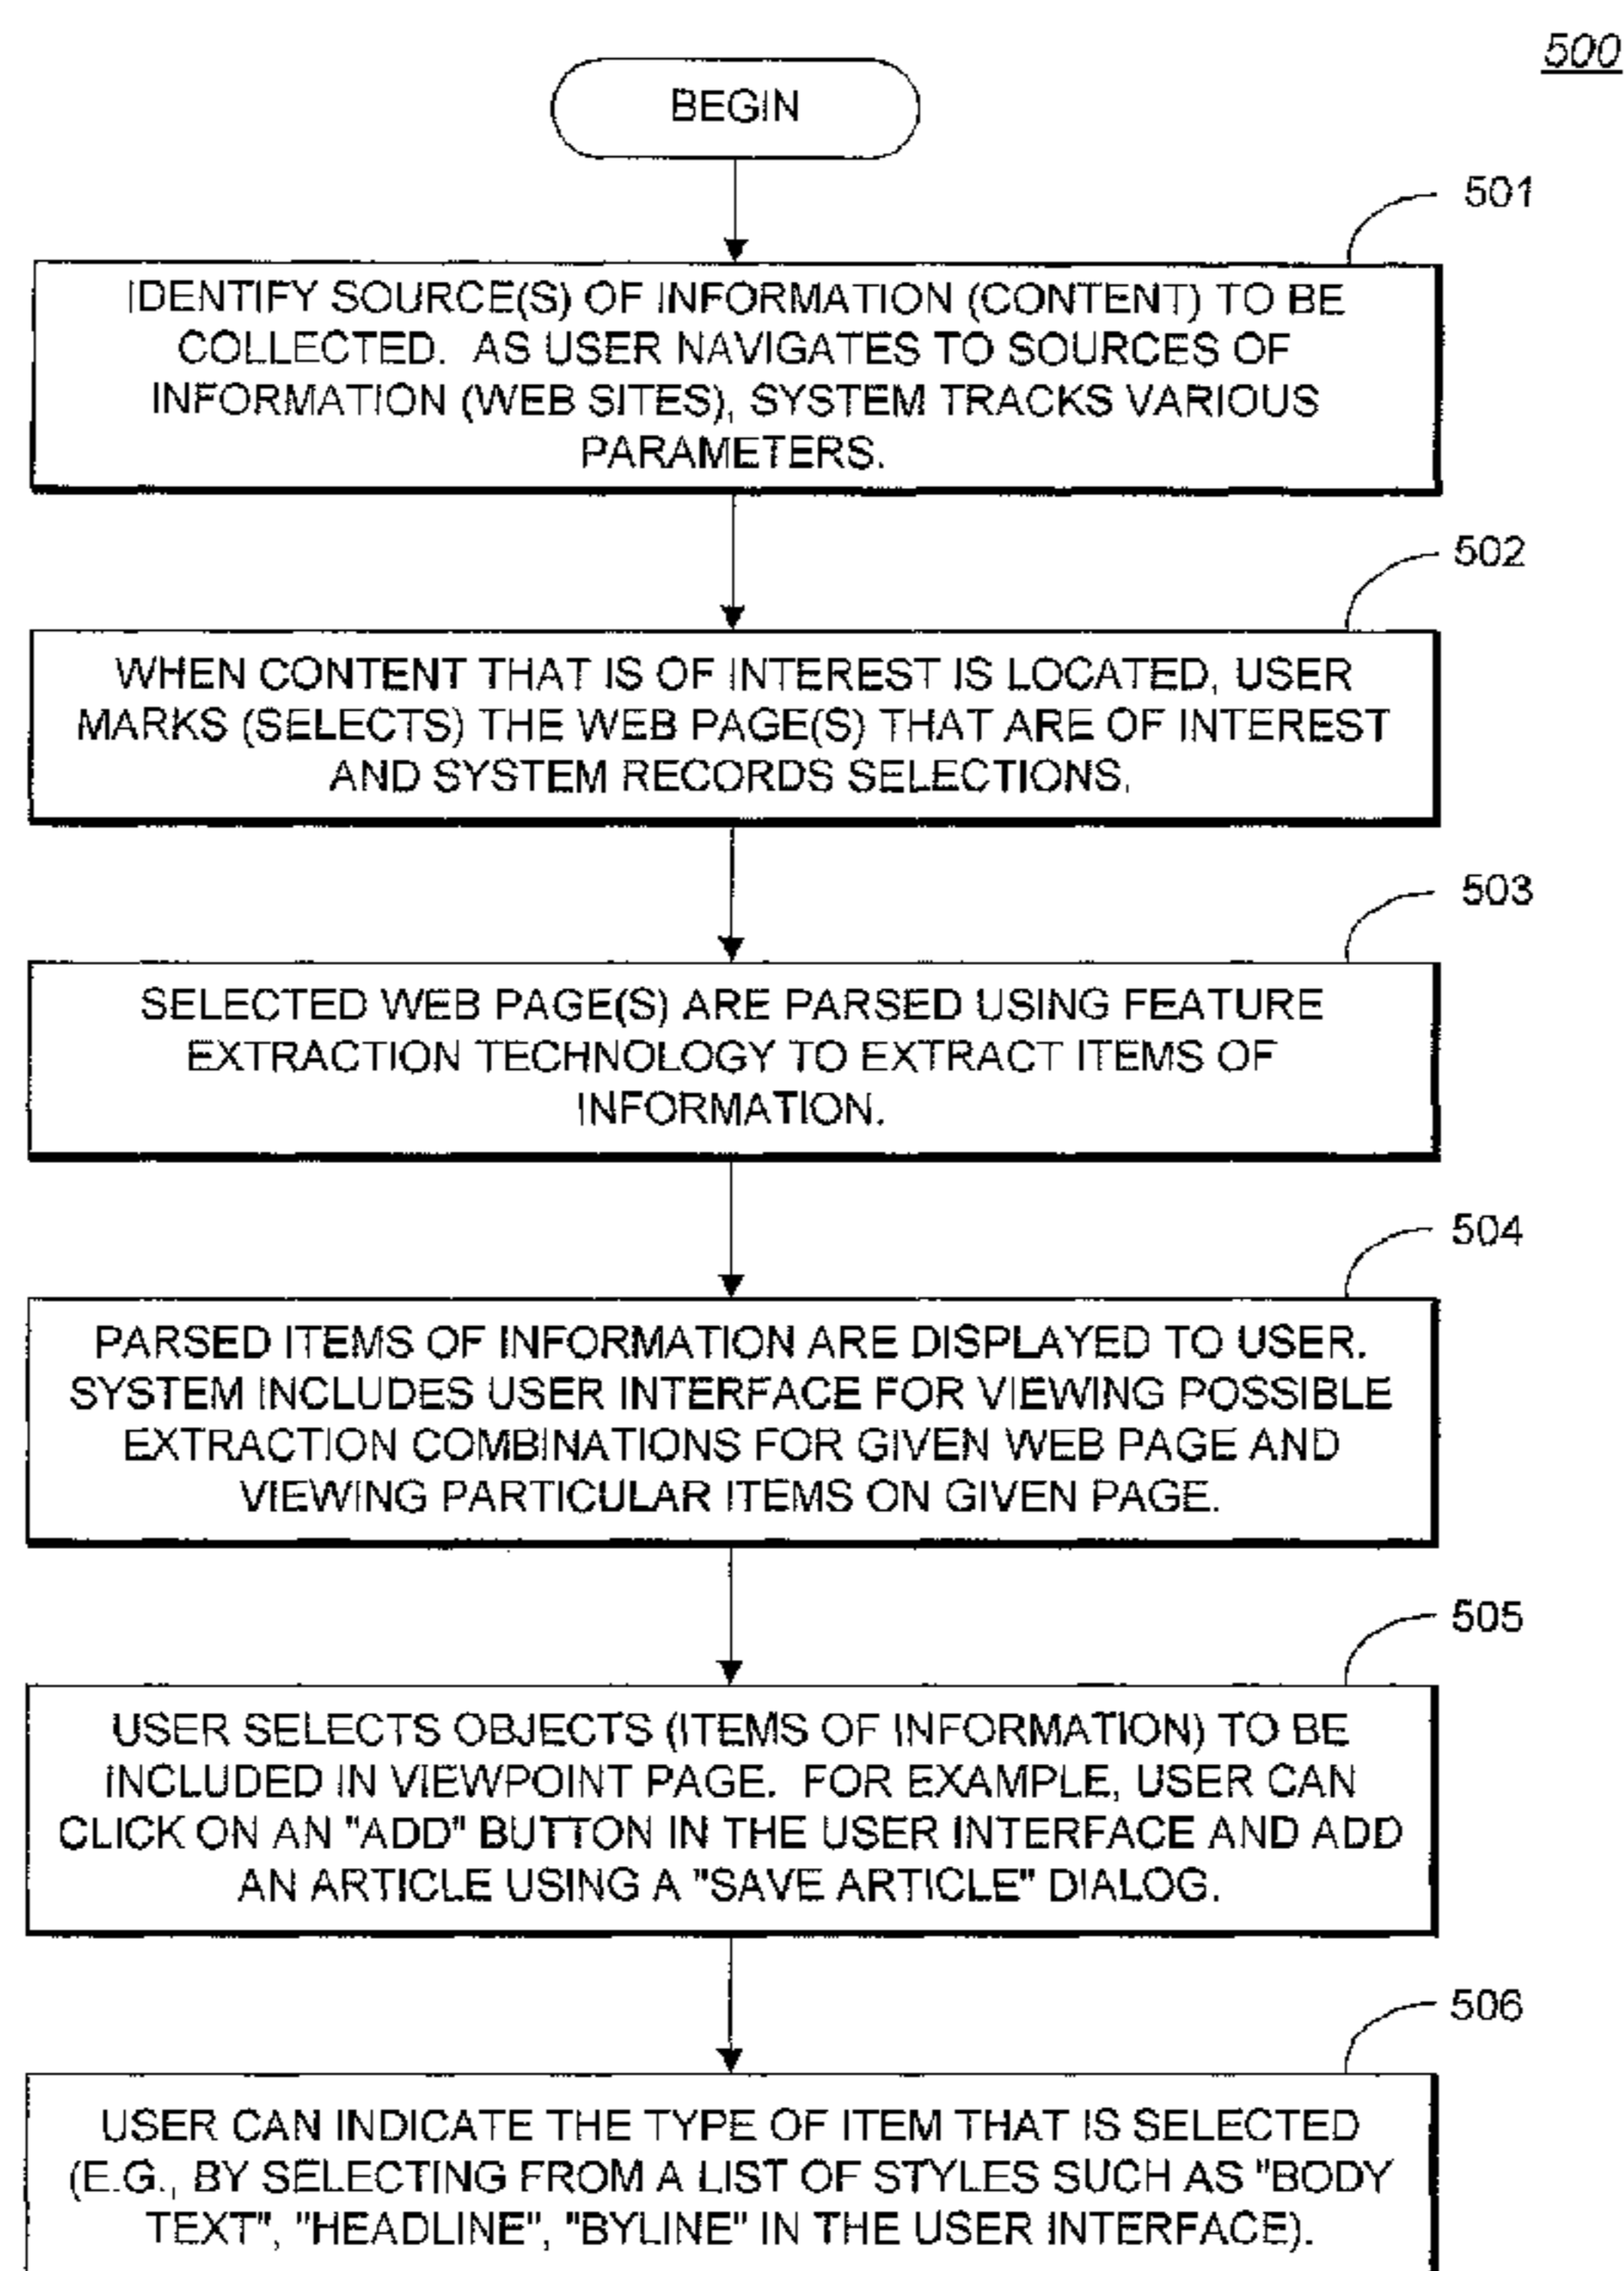 500
BEGIN
501
IDENTIFY SOURCE(S) OF INFORMATION (CONTENT) TO BE
COLLECTED. AS USER NAVIGATES TO SOURCES OF
INFORMATION (WEB SITES), SYSTEM TRACKS VARIOUS
PARAMETERS.
502
WHEN CONTENT THAT IS OF INTEREST IS LOCATED, USER
MARKS (SELECTS) THE WEB PAGE(S) THAT ARE OF INTEREST
AND SYSTEM RECORDS SELECTIONS.
503
SELECTED WEB PAGE(S) ARE PARSED USING FEATURE
EXTRACTION TECHNOLOGY TO EXTRACT ITEMS OF
INFORMATION.
504
PARSED ITEMS OF INFORMATION ARE DISPLAYED TO USER.
SYSTEM INCLUDES USER INTERFACE FOR VIEWING POSSIBLE
EXTRACTION COMBINATIONS FOR GIVEN WEB PAGE AND
VIEWING PARTICULAR ITEMS ON GIVEN PAGE.
505
USER SELECTS OBJECTS (ITEMS OF INFORMATION) TO BE
INCLUDED IN VIEWPOINT PAGE. FOR EXAMPLE, USER CAN
CLICK ON AN "ADD" BUTTON IN THE USER INTERFACE AND ADD
AN ARTICLE USING A "SAVE ARTICLE" DIALOG.
506
USER CAN INDICATE THE TYPE OF ITEM THAT IS SELECTED
(E.G., BY SELECTING FROM A LIST OF STYLES SUCH AS "BODY
TEXT", "HEADLINE", "BYLINE" IN THE USER INTERFACE).